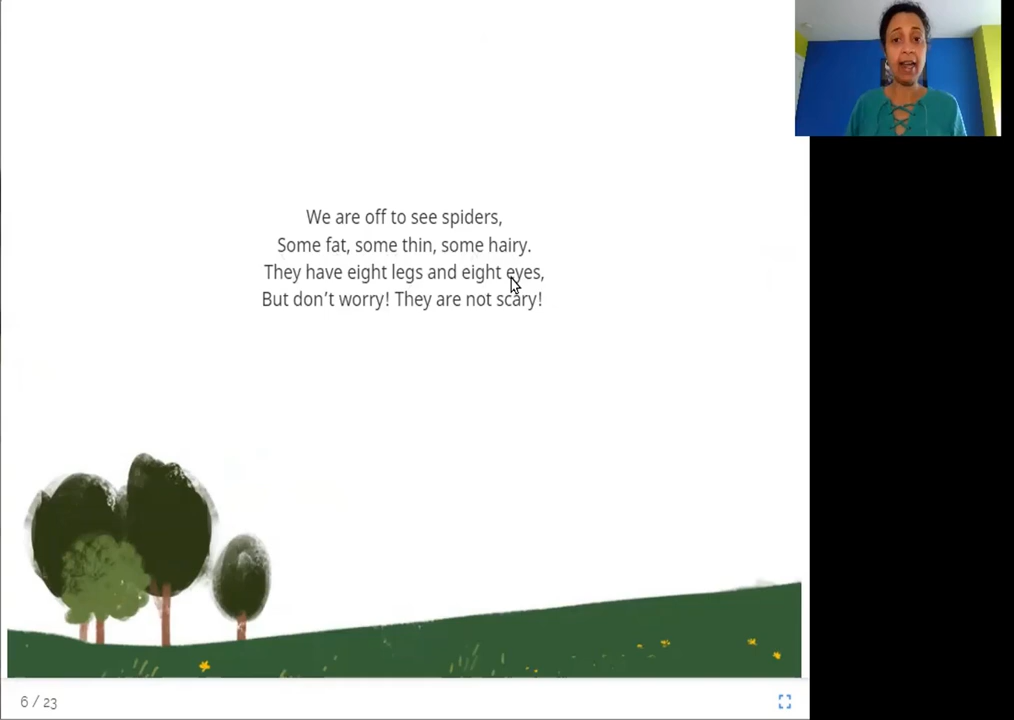 We are off to see spiders,
Some fat, some thin, some hairy.
They have eight legs and eight eyes,
But don’t worry! They are not scary!
6 / 23